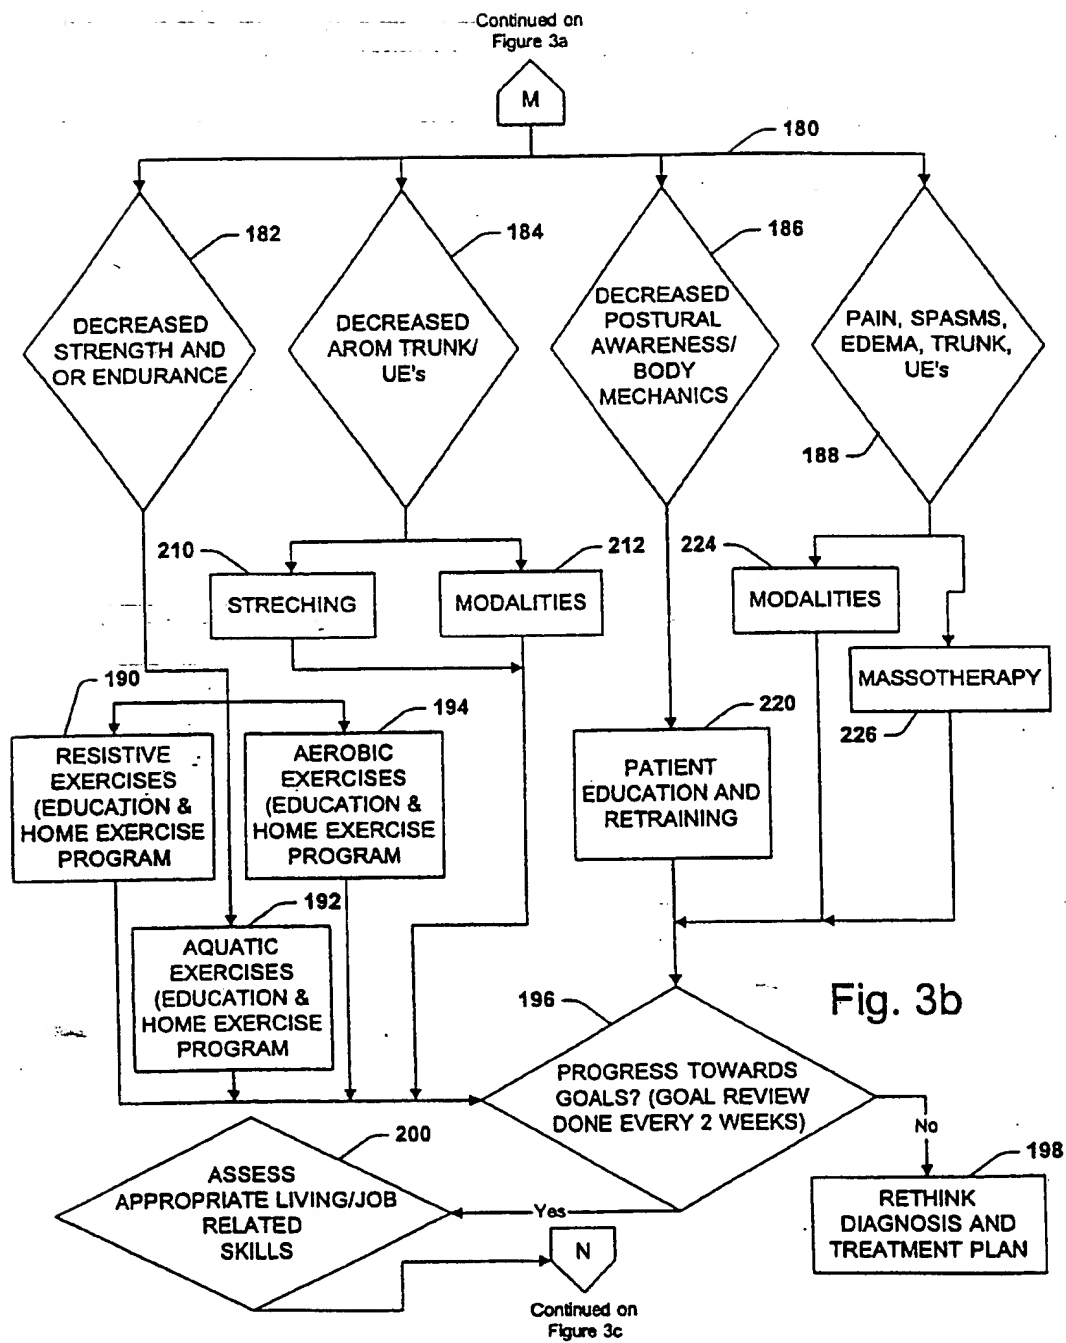 Continued on
Figure 3a
M
180
182
184
186
DECREASED
STRENGTH AND
OR ENDURANCE
DECREASED
AROM TRUNK/
UE's
DECREASED
POSTURAL
AWARENESS/
BODY
MECHANICS
PAIN, SPASMS,
EDEMA, TRUNK,
UE's
188
210
212
224
STRECHING
MODALITIES
MODALITIES
MASSOTHERAPY
226
190
194
220
RESISTIVE
EXERCISES
(EDUCATION &
HOME EXERCISE
PROGRAM
AEROBIC
EXERCISES
(EDUCATION &
HOME EXERCISE
PROGRAM
PATIENT
EDUCATION AND
RETRAINING
192
AQUATIC
EXERCISES
(EDUCATION &
HOME EXERCISE
PROGRAM
196
Fig. 3b
PROGRESS TOWARDS
GOALS? (GOAL REVIEW
DONE EVERY 2 WEEKS)
No
198
200
ASSESS
APPROPRIATE LIVING/JOB
RELATED
SKILLS
Yes
RETHINK
DIAGNOSIS AND
TREATMENT PLAN
N
Continued on
Figure 3c